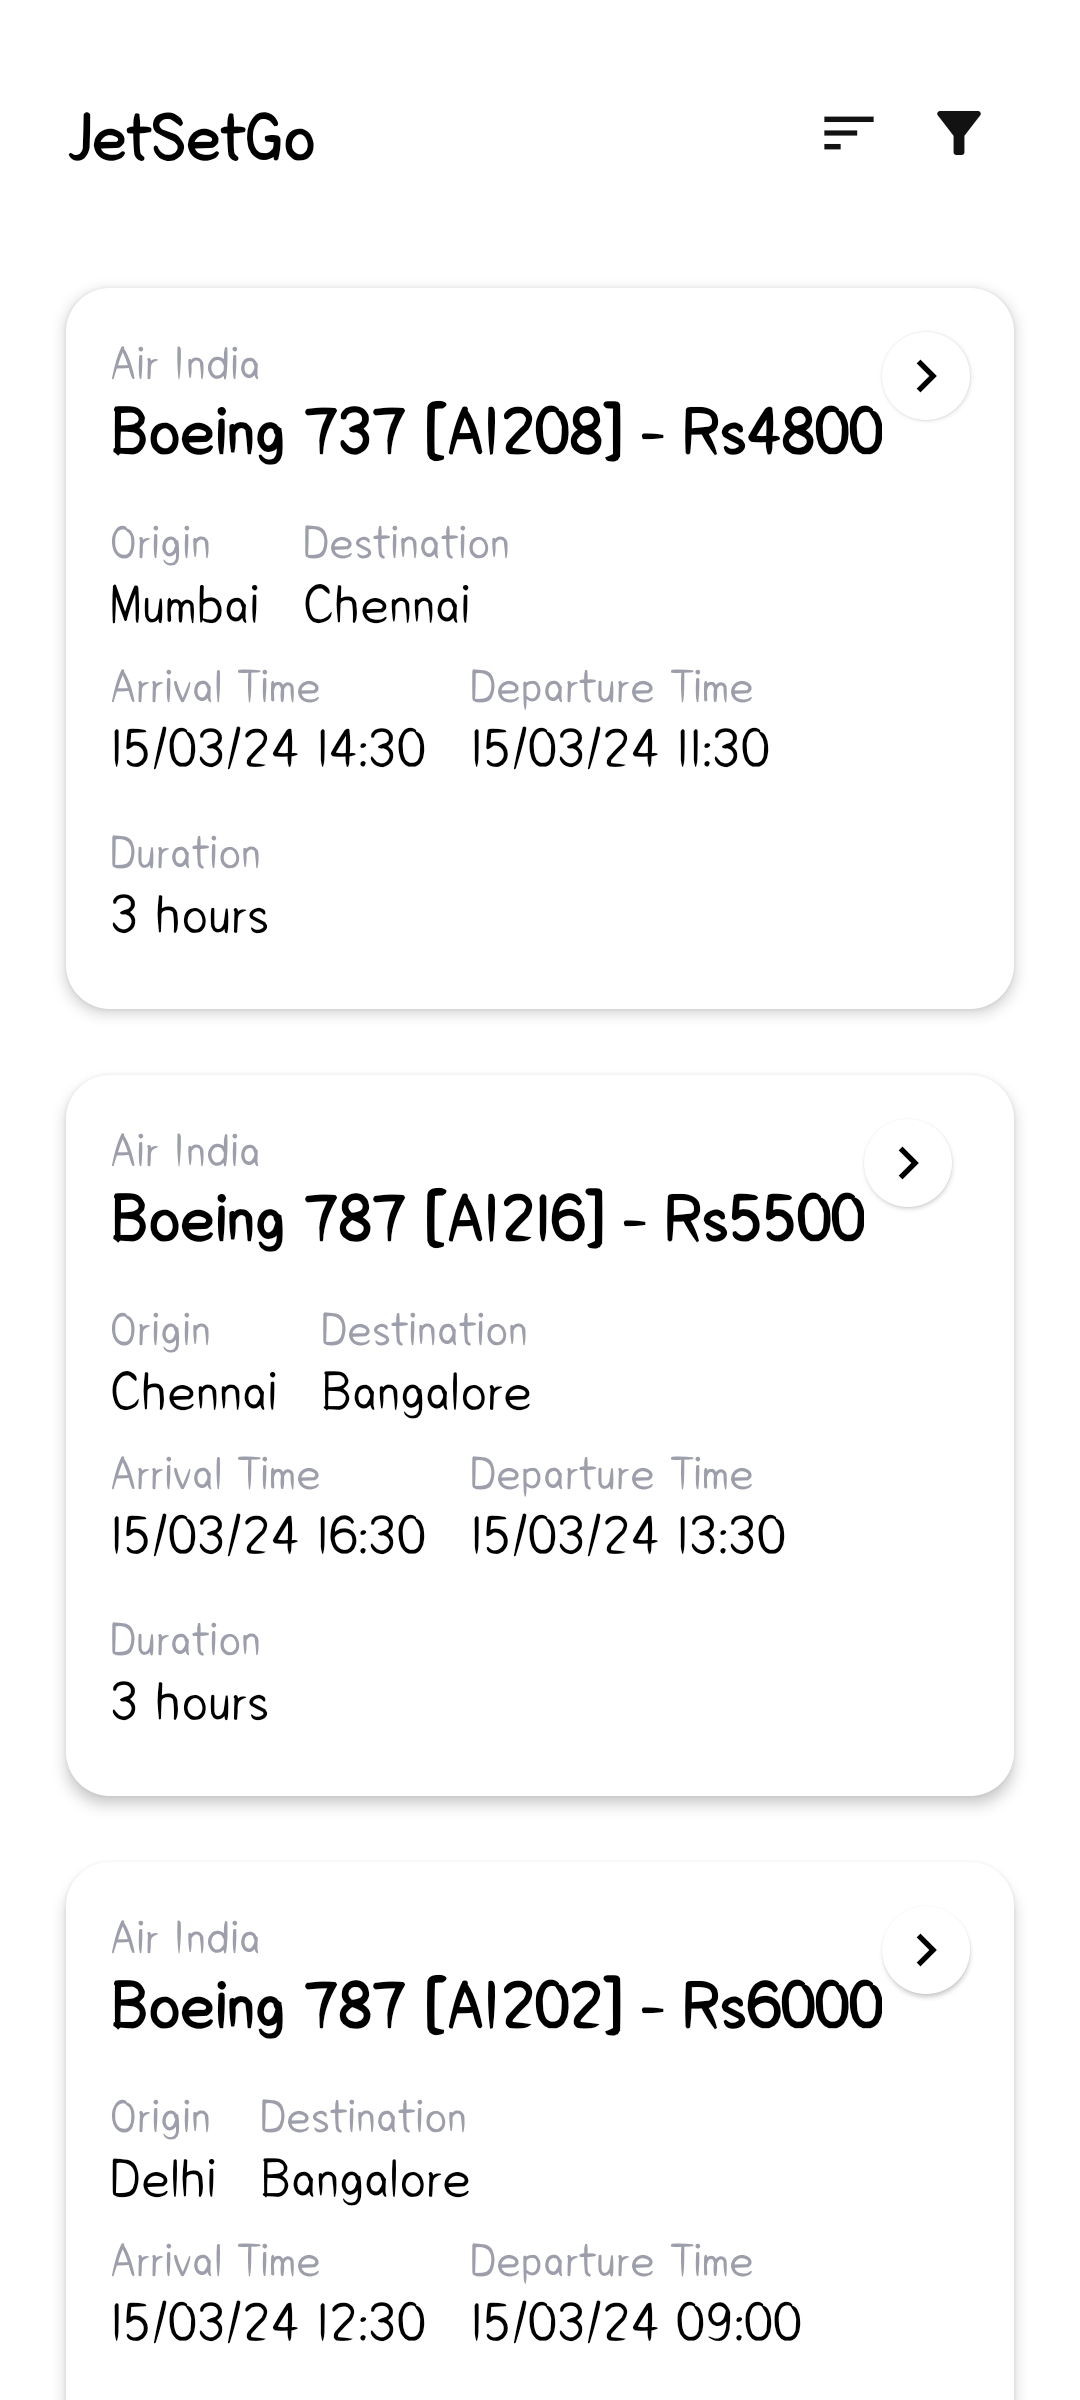 JetSetGo
Air India
Boeing 737 [AI208] - Rs4800
Origin Destination
Mumbai Chennai
Arrival Time Departure Time
15/03/24 14:30 15/03/24 11:30
Duration
3 hours
Air India
Boeing 787 [AI216] - Rs5500
Origin Destination
Chennai Bangalore
Arrival Time Departure Time
15/03/24 16:30 15/03/24 13:30
Duration
3 hours
Air India
Boeing 787 [AI202] - Rs6000
Origin Destination
Delhi Bangalore
Arrival Time Departure Time
15/03/24 12:30 15/03/24 09:00